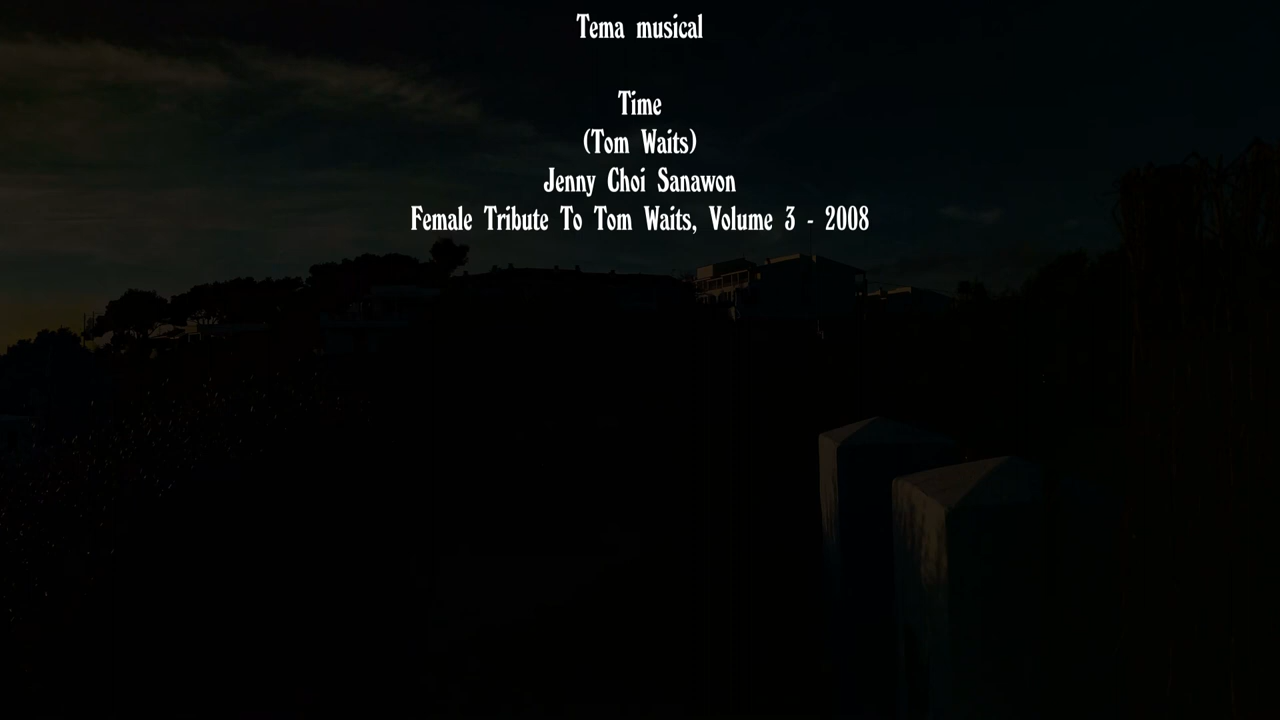 Tema musical
Time
(Tom Waits)
Jenny Choi Sanawon
Female Tribute To Tom Waits, Volume 3 - 2008